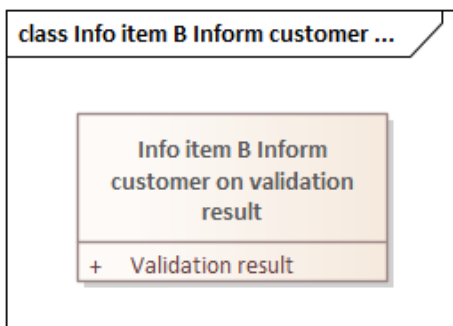 class Info item B Inform customer ...
Info item B Inform
customer on validation
result
+ Validation result